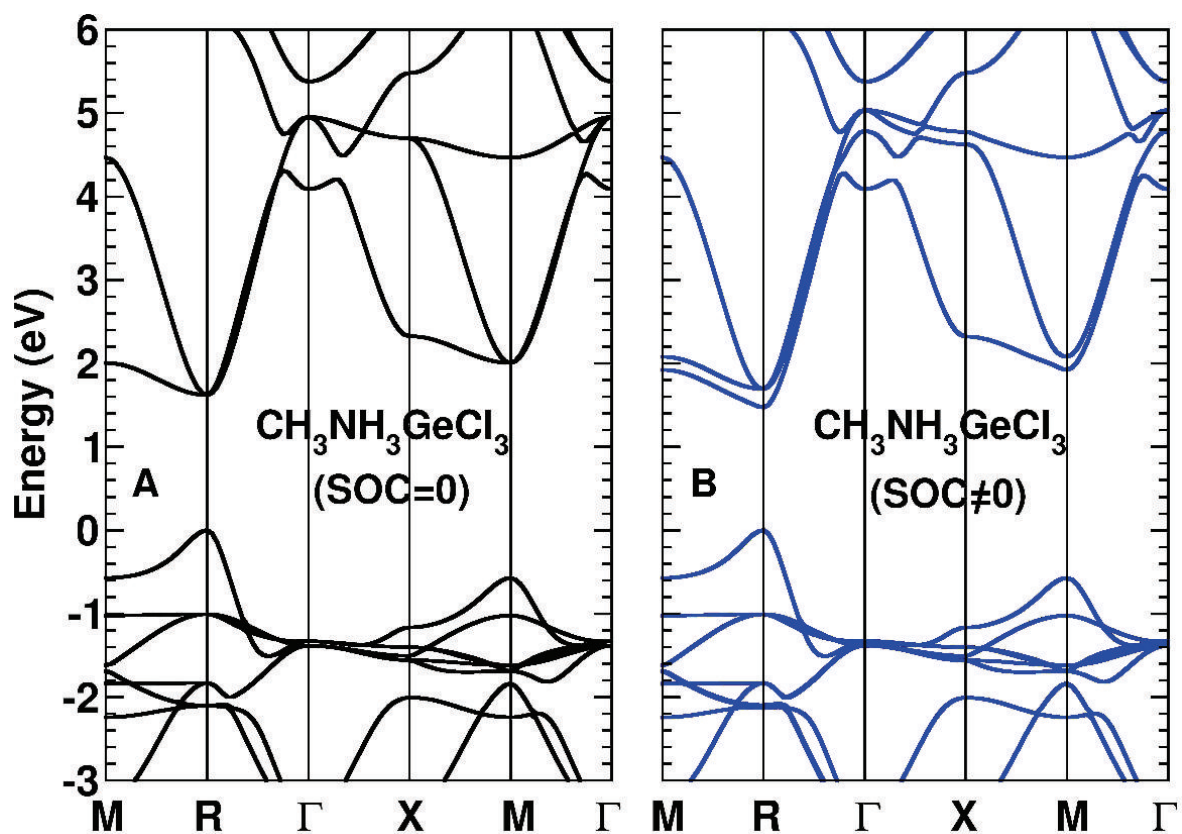 Energy (eV)
6
5
4
3
2
1
0
-1
-2
-3
A
CH₃NH₃GeCl₃
(SOC=0)
M R Γ X M Γ
B
CH₃NH₃GeCl₃
(SOC≠0)
M R Γ X M Γ